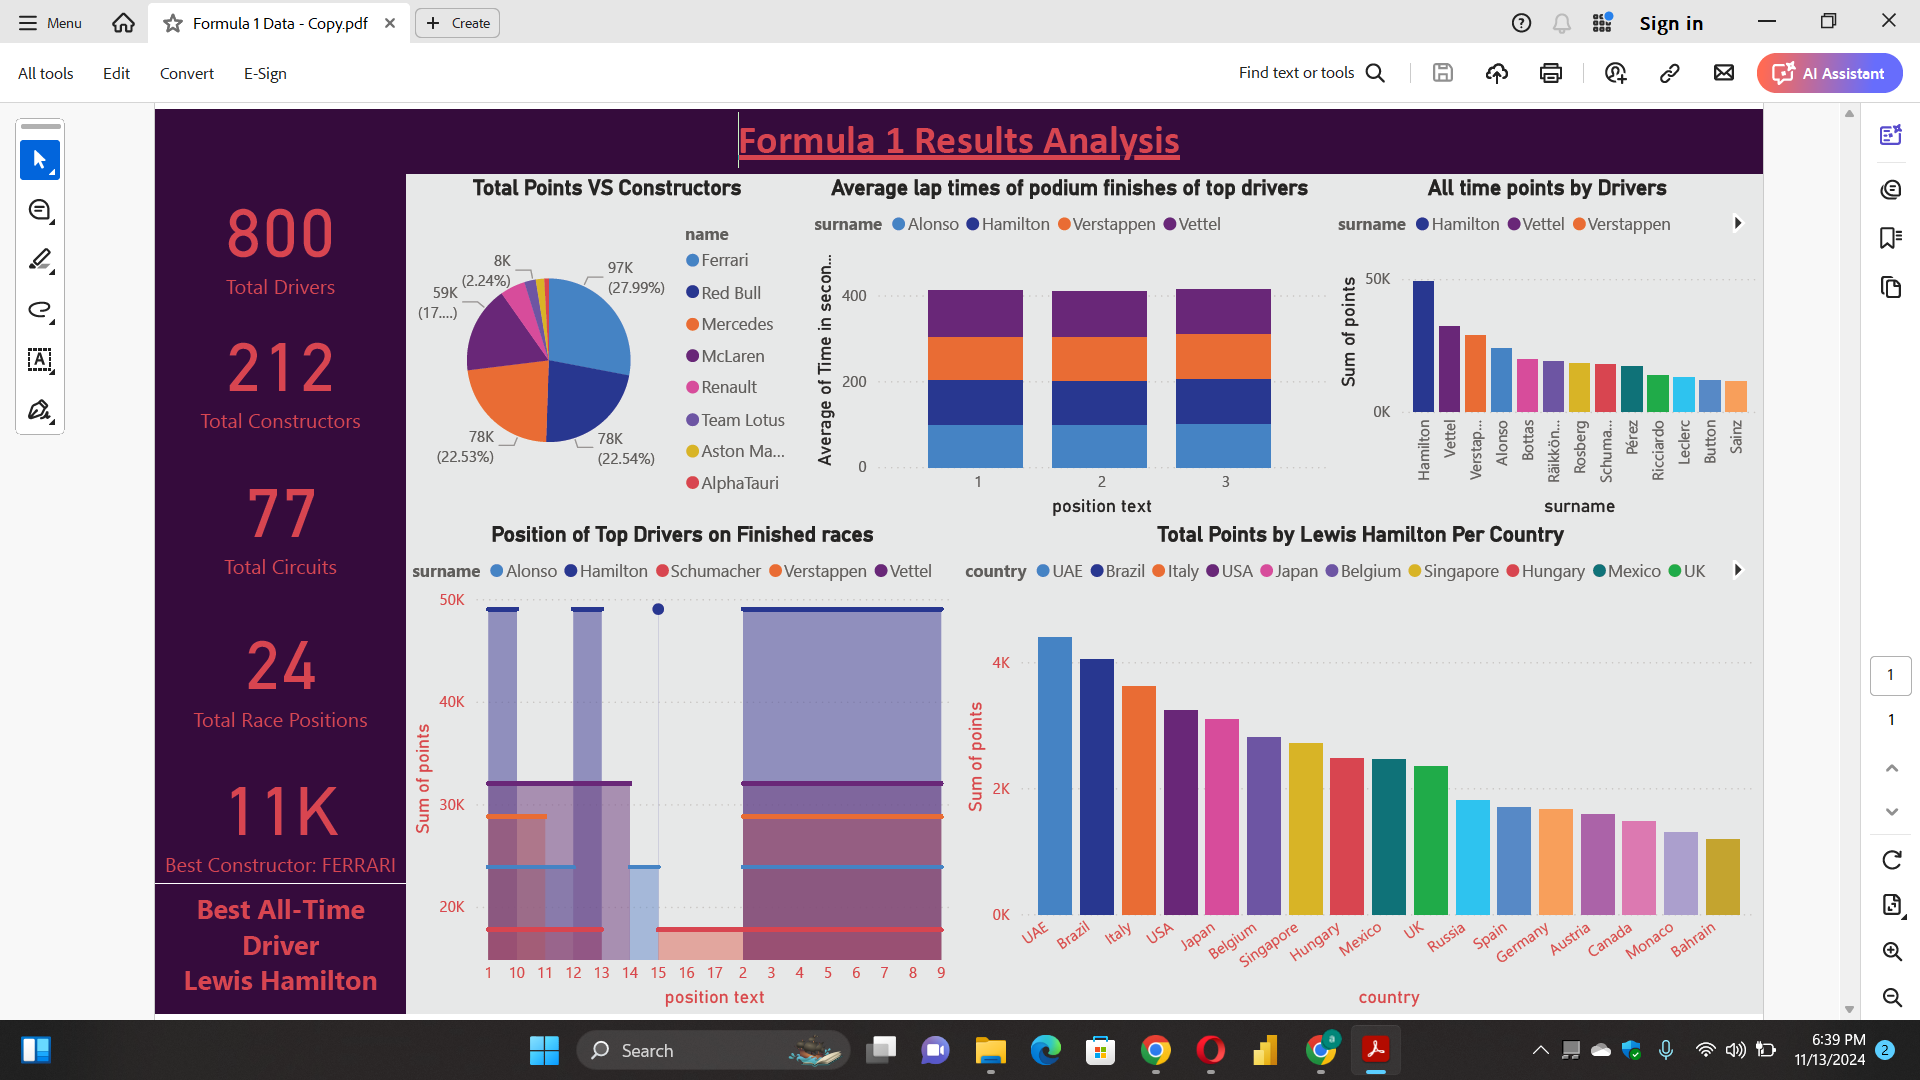 Menu
Formula 1 Data - Copy.pdf
Create
Sign in
All tools
Edit
Convert
E-Sign
Find text or tools
AI Assistant
Formula 1 Results Analysis
800
Total Drivers
212
Total Constructors
77
Total Circuits
24
Total Race Positions
11K
Best Constructor: FERRARI
Best All-Time
Driver
Lewis Hamilton
Total Points VS Constructors
name
Ferrari
Red Bull
Mercedes
McLaren
Renault
Team Lotus
Aston Ma...
AlphaTauri
8K
(2.24%)
97K
(27.99%)
59K
(17....)
78K
(22.53%)
78K
(22.54%)
Average lap times of podium finishes of top drivers
surname Alonso Hamilton Verstappen Vettel
Average of Time in secon...
400
200
0
1 2 3
position text
All time points by Drivers
surname Hamilton Vettel Verstappen
Sum of points
50K
0K
Hamilton
Vettel
Verstap...
Alonso
Bottas
Räikkön...
Rosberg
Schuma...
Pérez
Ricciardo
Leclerc
Button
Sainz
surname
Position of Top Drivers on Finished races
surname Alonso Hamilton Schumacher Verstappen Vettel
Sum of points
50K
40K
30K
20K
1 10 11 12 13 14 15 16 17 2 3 4 5 6 7 8 9
position text
Total Points by Lewis Hamilton Per Country
country UAE Brazil Italy USA Japan Belgium Singapore Hungary Mexico UK
Sum of points
4K
2K
0K
UAE
Brazil
Italy
USA
Japan
Belgium
Singapore
Hungary
Mexico
UK
Russia
Spain
Germany
Austria
Canada
Monaco
Bahrain
country
1
1
Search
a
6:39 PM
11/13/2024
2